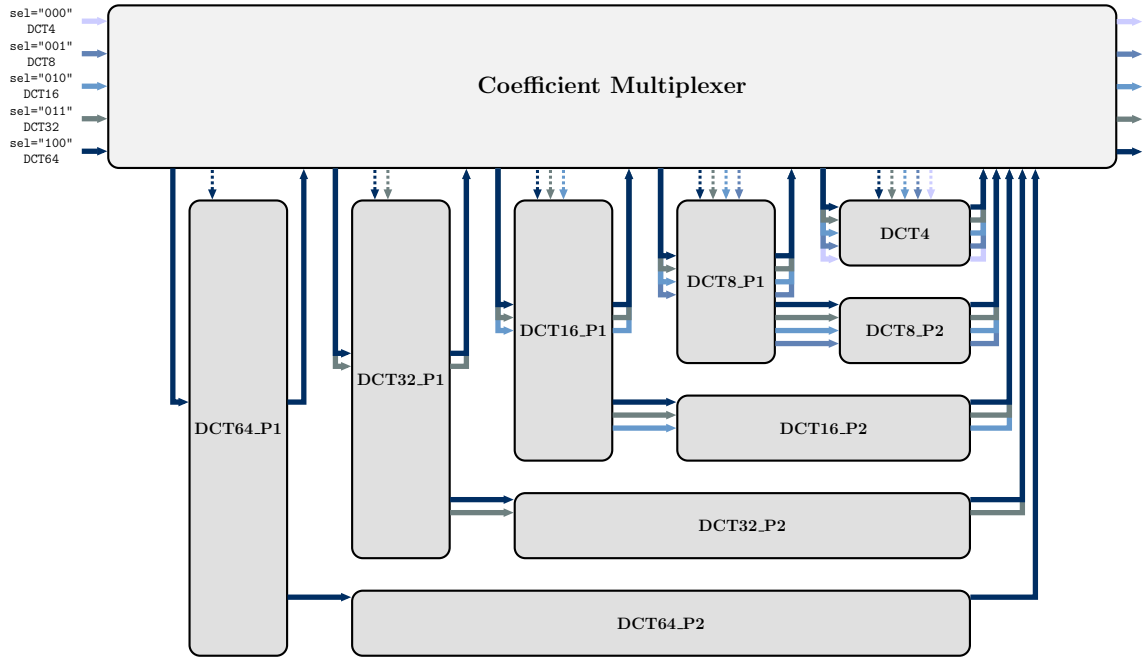 sel="000"
DCT4
sel="001"
DCT8
sel="010"
DCT16
sel="011"
DCT32
sel="100"
DCT64
Coefficient Multiplexer
DCT64_P1
DCT32_P1
DCT16_P1
DCT8_P1
DCT4
DCT8_P2
DCT16_P2
DCT32_P2
DCT64_P2